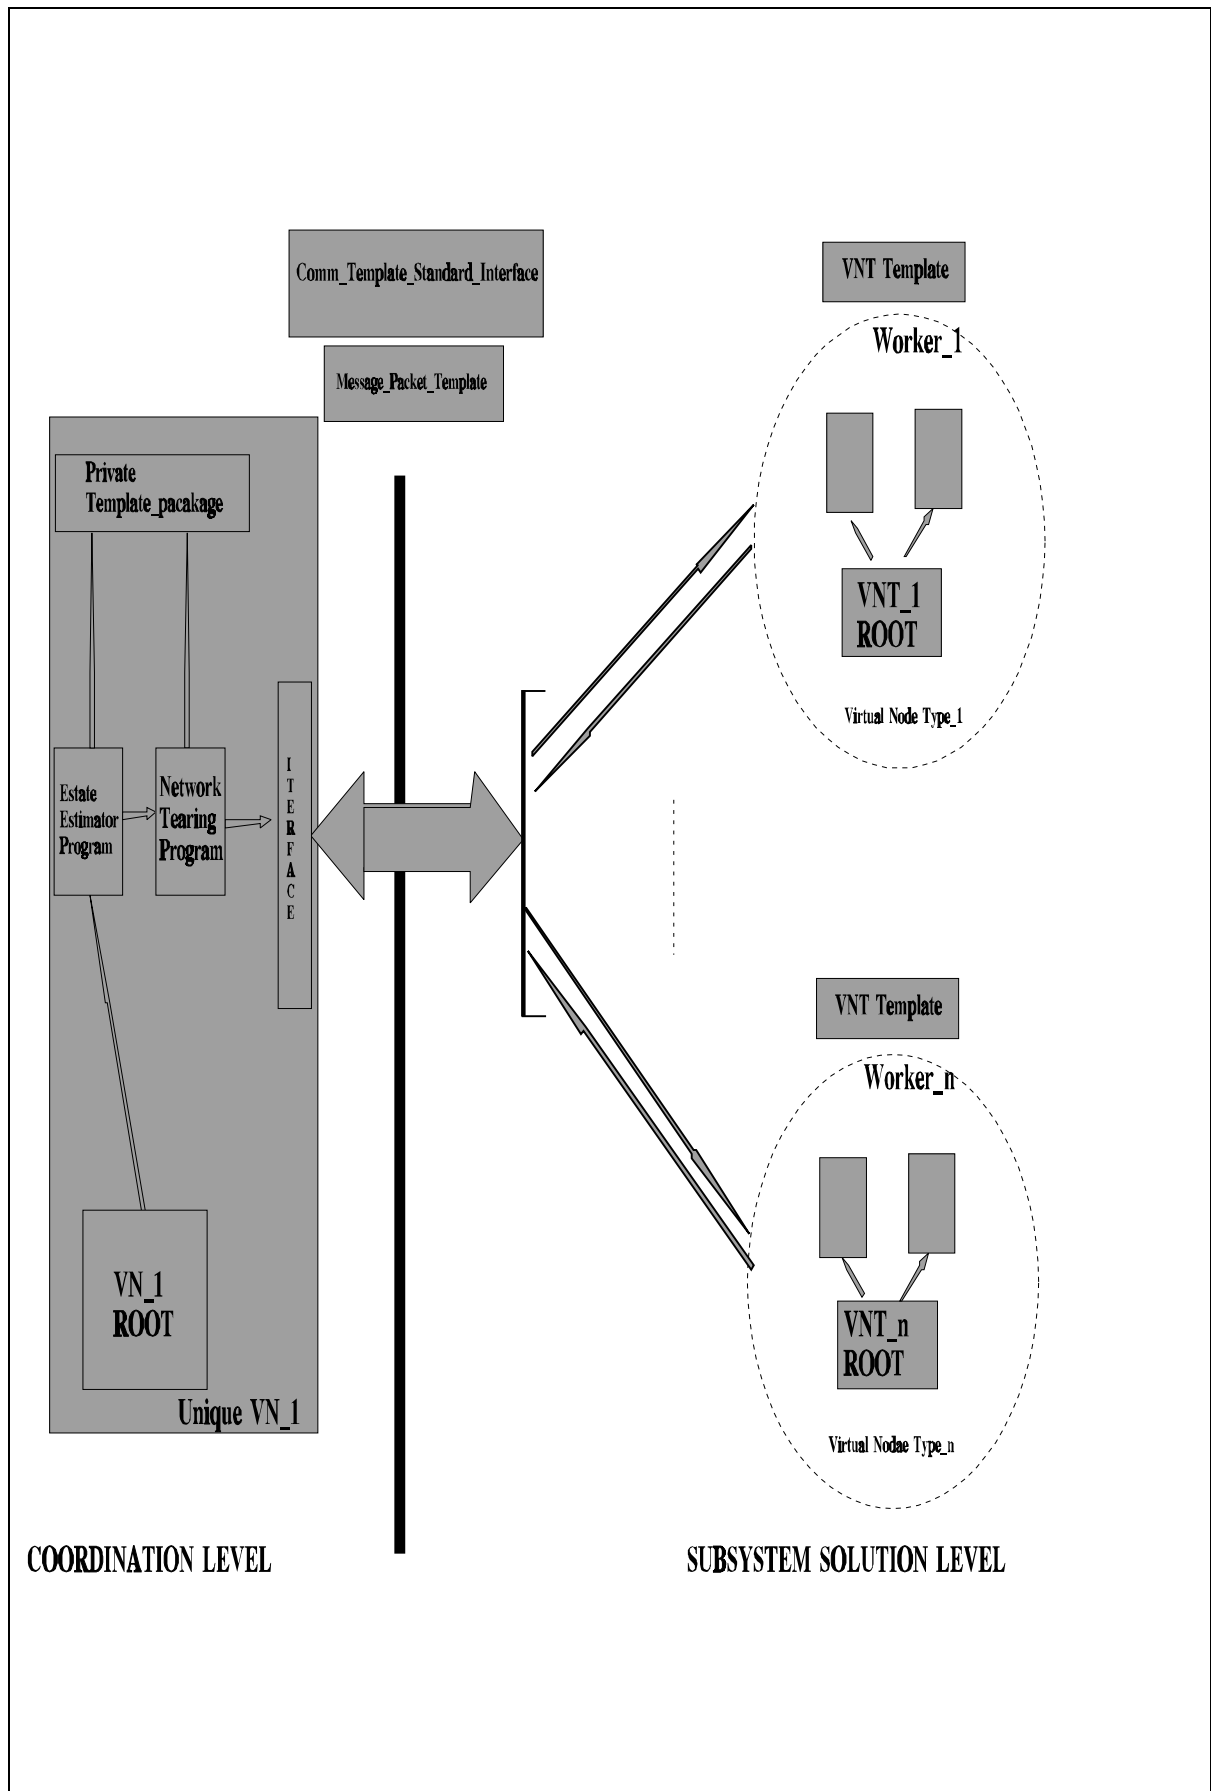 Comm_Template_Standard_Interface
Message_Packet_Template
Private
Template_pacakage
Estate
Estimator
Program
Network
Tearing
Program
I
T
E
R
F
A
C
E
VN_1
ROOT
Unique VN_1
COORDINATION LEVEL
VNT Template
Worker_1
VNT_1
ROOT
Virtual Node Type_1
VNT Template
Worker_n
VNT_n
ROOT
Virtual Nodae Type_n
SUBSYSTEM SOLUTION LEVEL